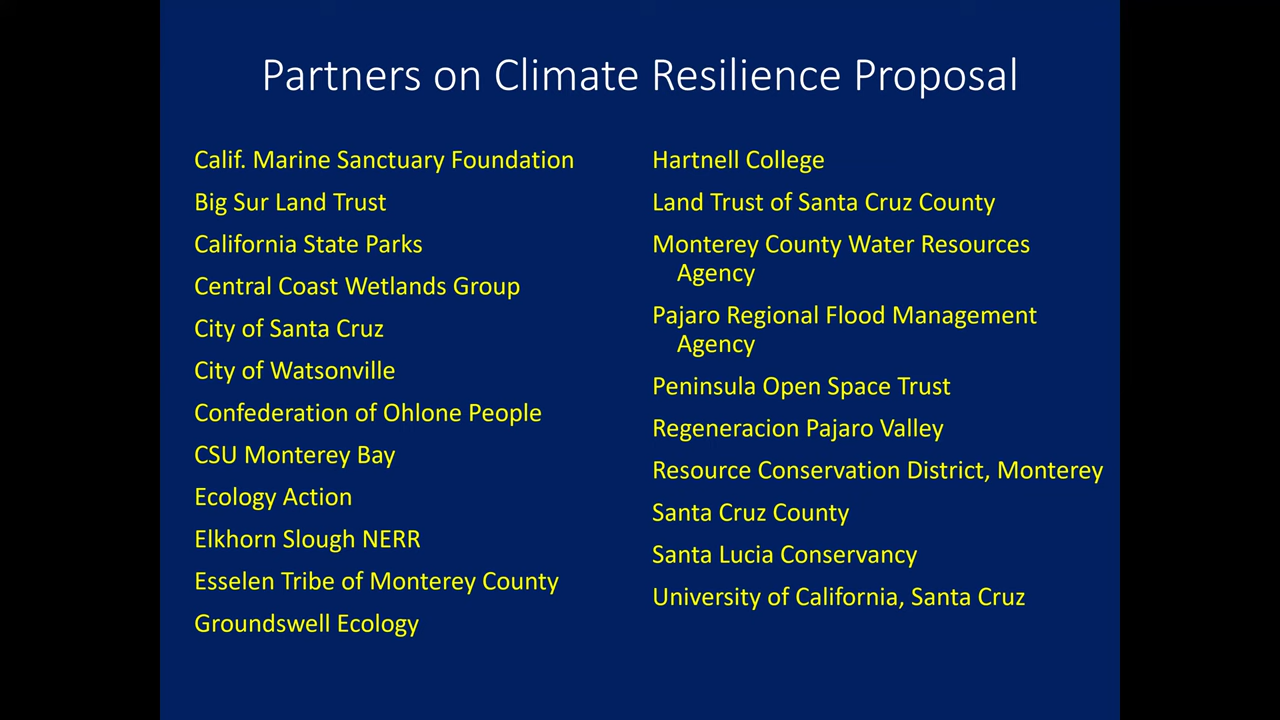 Partners on Climate Resilience Proposal
Calif. Marine Sanctuary Foundation
Big Sur Land Trust
California State Parks
Central Coast Wetlands Group
City of Santa Cruz
City of Watsonville
Confederation of Ohlone People
CSU Monterey Bay
Ecology Action
Elkhorn Slough NERR
Esselen Tribe of Monterey County
Groundswell Ecology
Hartnell College
Land Trust of Santa Cruz County
Monterey County Water Resources
Agency
Pajaro Regional Flood Management
Agency
Peninsula Open Space Trust
Regeneracion Pajaro Valley
Resource Conservation District, Monterey
Santa Cruz County
Santa Lucia Conservancy
University of California, Santa Cruz